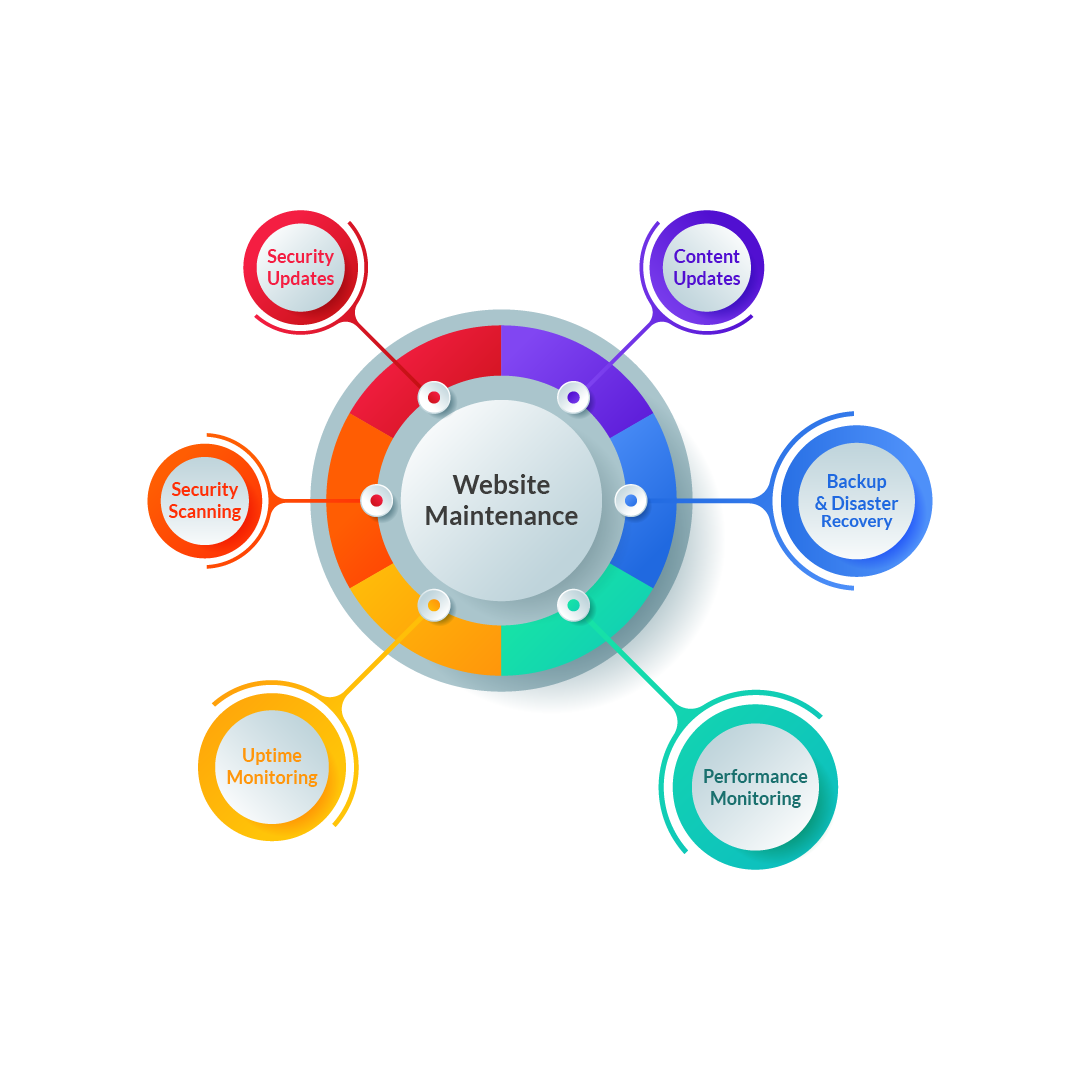 Security
Updates
Content
Updates
Security
Scanning
Website
Maintenance
Backup
& Disaster
Recovery
Uptime
Monitoring
Performance
Monitoring